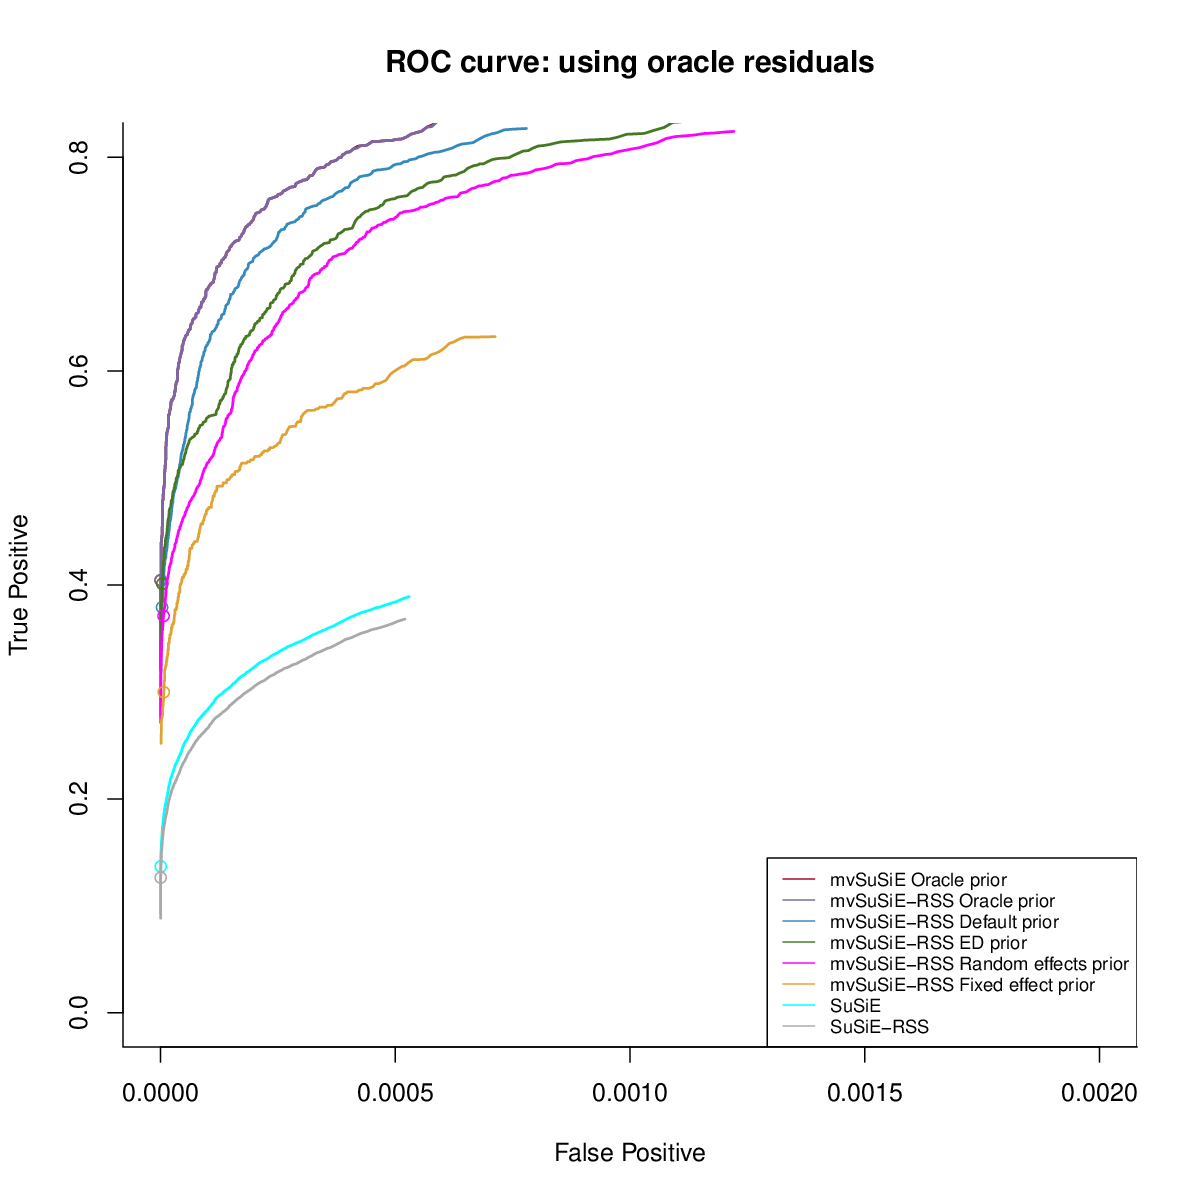 ROC curve: using oracle residuals
True Positive
0.8
0.6
0.4
0.2
0.0
mvSuSiE Oracle prior
mvSuSiE−RSS Oracle prior
mvSuSiE−RSS Default prior
mvSuSiE−RSS ED prior
mvSuSiE−RSS Random effects prior
mvSuSiE−RSS Fixed effect prior
SuSiE
SuSiE−RSS
0.0000 0.0005 0.0010 0.0015 0.0020
False Positive